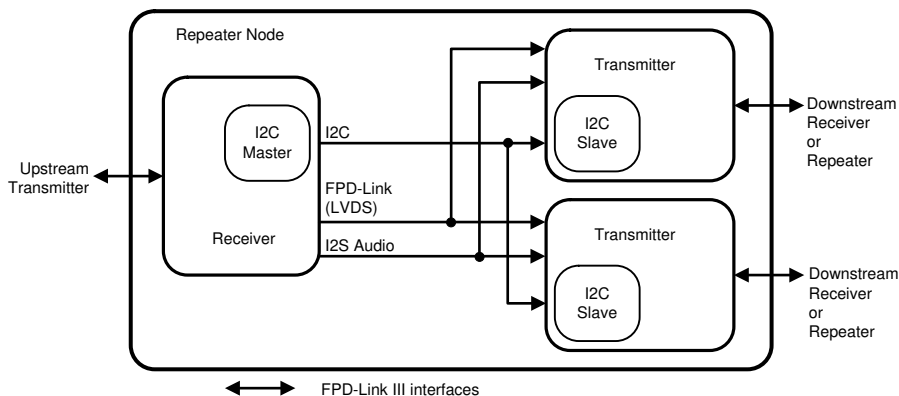 Repeater Node
Upstream
Transmitter
I2C
Master
Receiver
I2C
FPD-Link
(LVDS)
I2S Audio
Transmitter
I2C
Slave
Downstream
Receiver
or
Repeater
Transmitter
I2C
Slave
Downstream
Receiver
or
Repeater
FPD-Link III interfaces